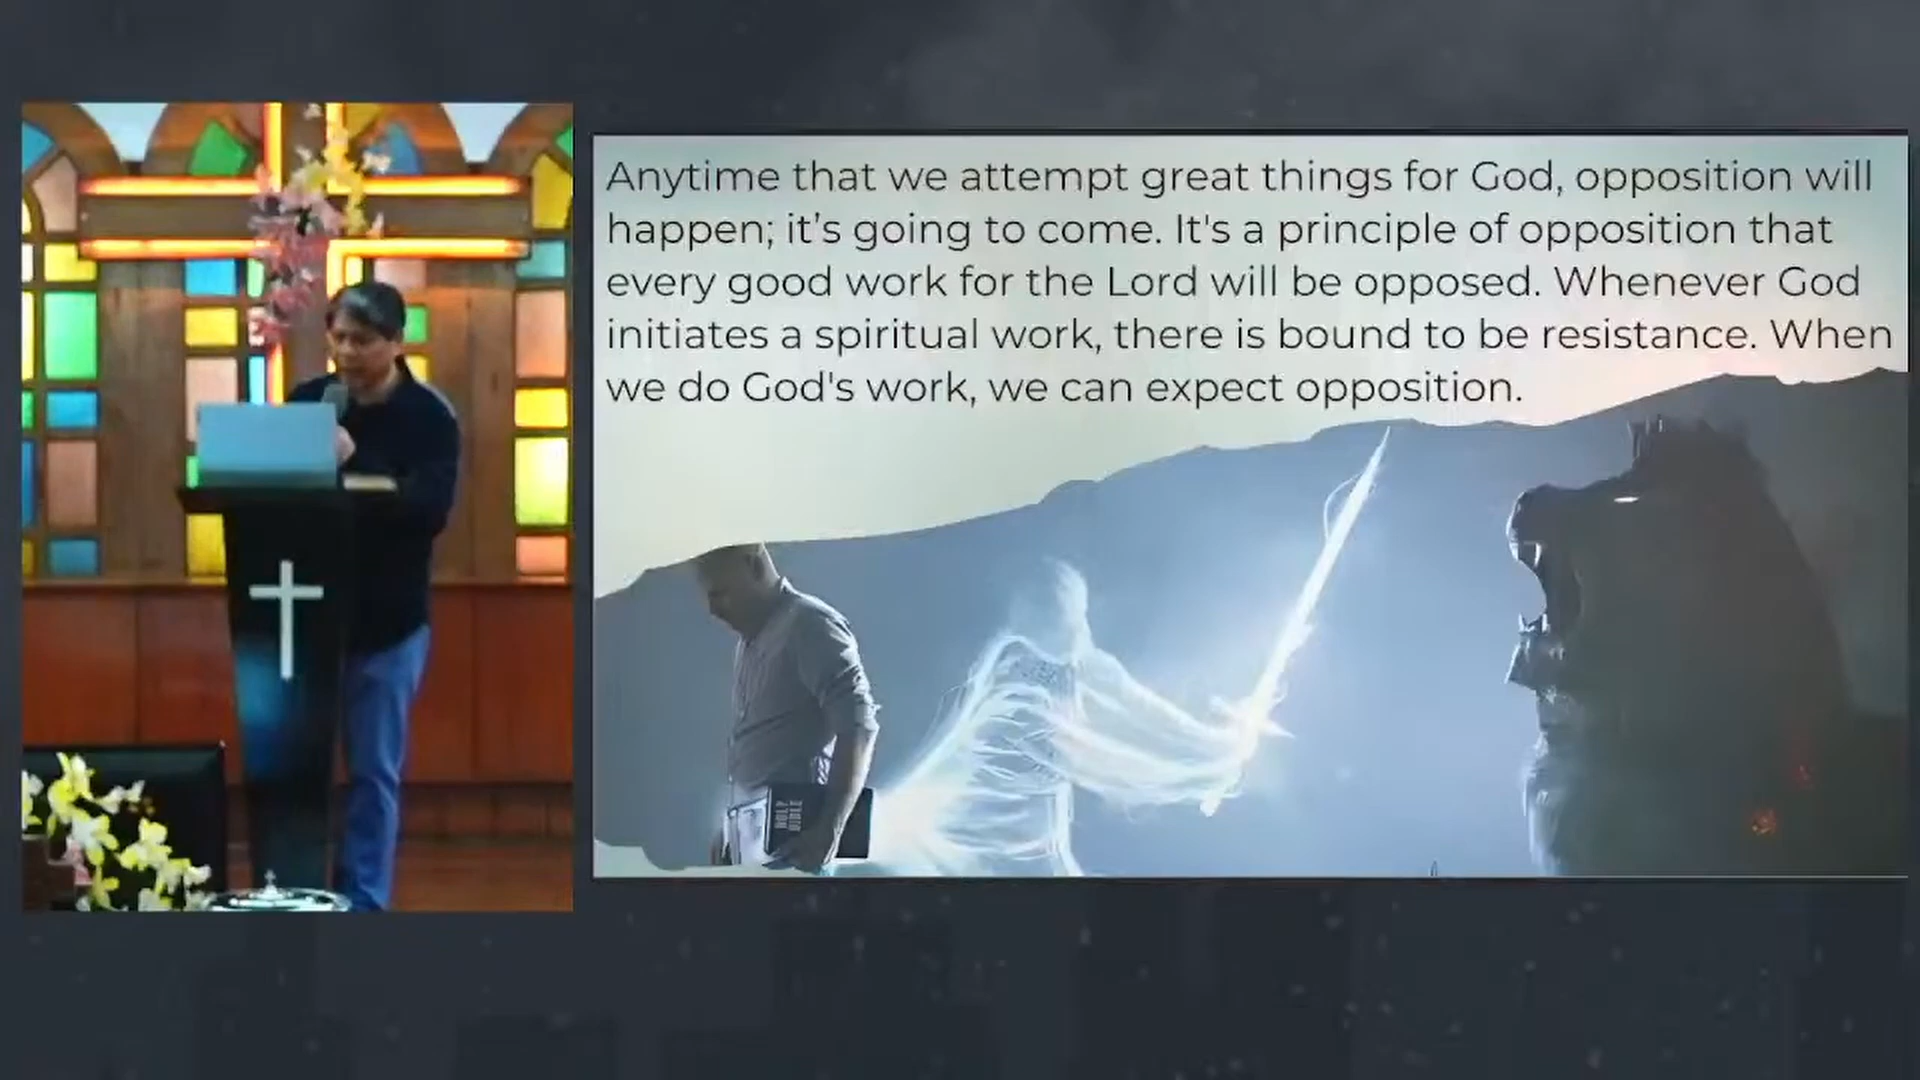 Anytime that we attempt great things for God, opposition will
happen; it’s going to come. It's a principle of opposition that
every good work for the Lord will be opposed. Whenever God
initiates a spiritual work, there is bound to be resistance. When
we do God's work, we can expect opposition.
HOLY
BIBLE